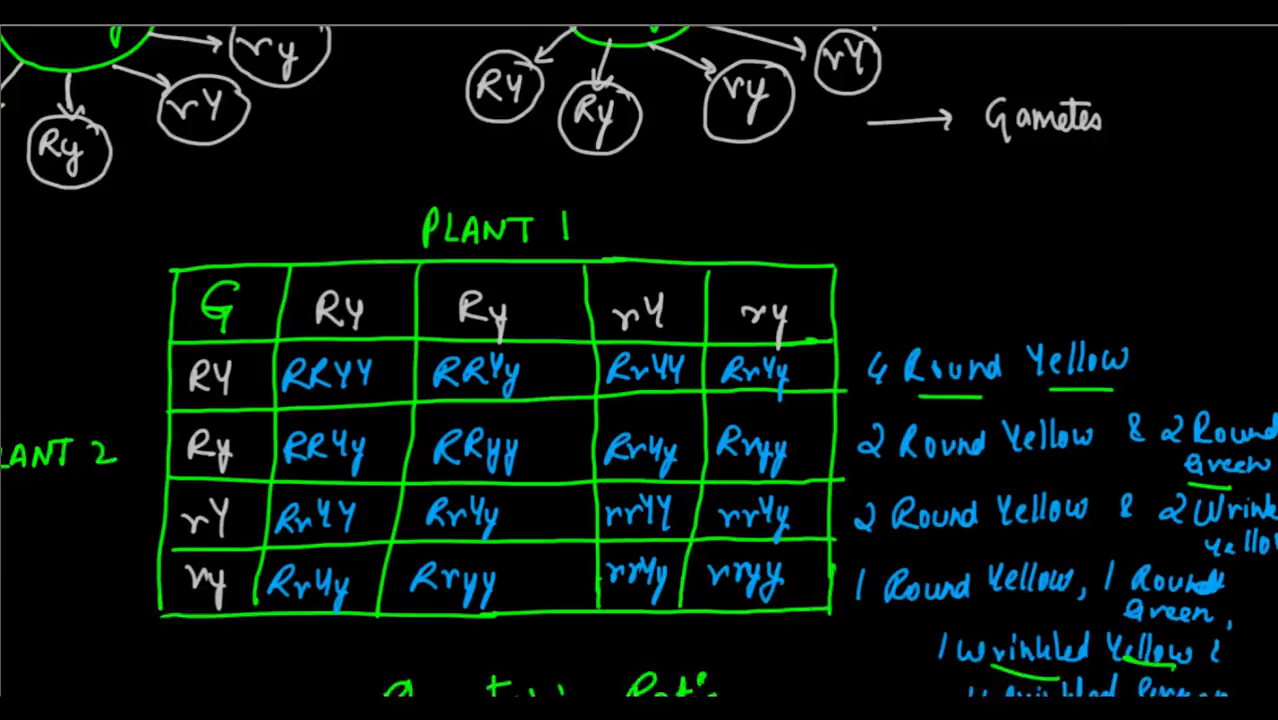 ry
rY
Ry
RY
Ry
ry
rY
Gametes
PLANT 1
G RY Ry rY ry
RY RRYY RRYy RrYY RrYy 4 Round Yellow
Ry RRYy RRyy RrYy Rryy 2 Round Yellow & 2 Round
Green
LANT 2
rY RrYY RrYy rrYY rrYy 2 Round Yellow & 2 Wrink
Yello
ry RrYy Rryy rrYy rryy 1 Round Yellow, 1 Round
Green,
1 Wrinkled Yellow &